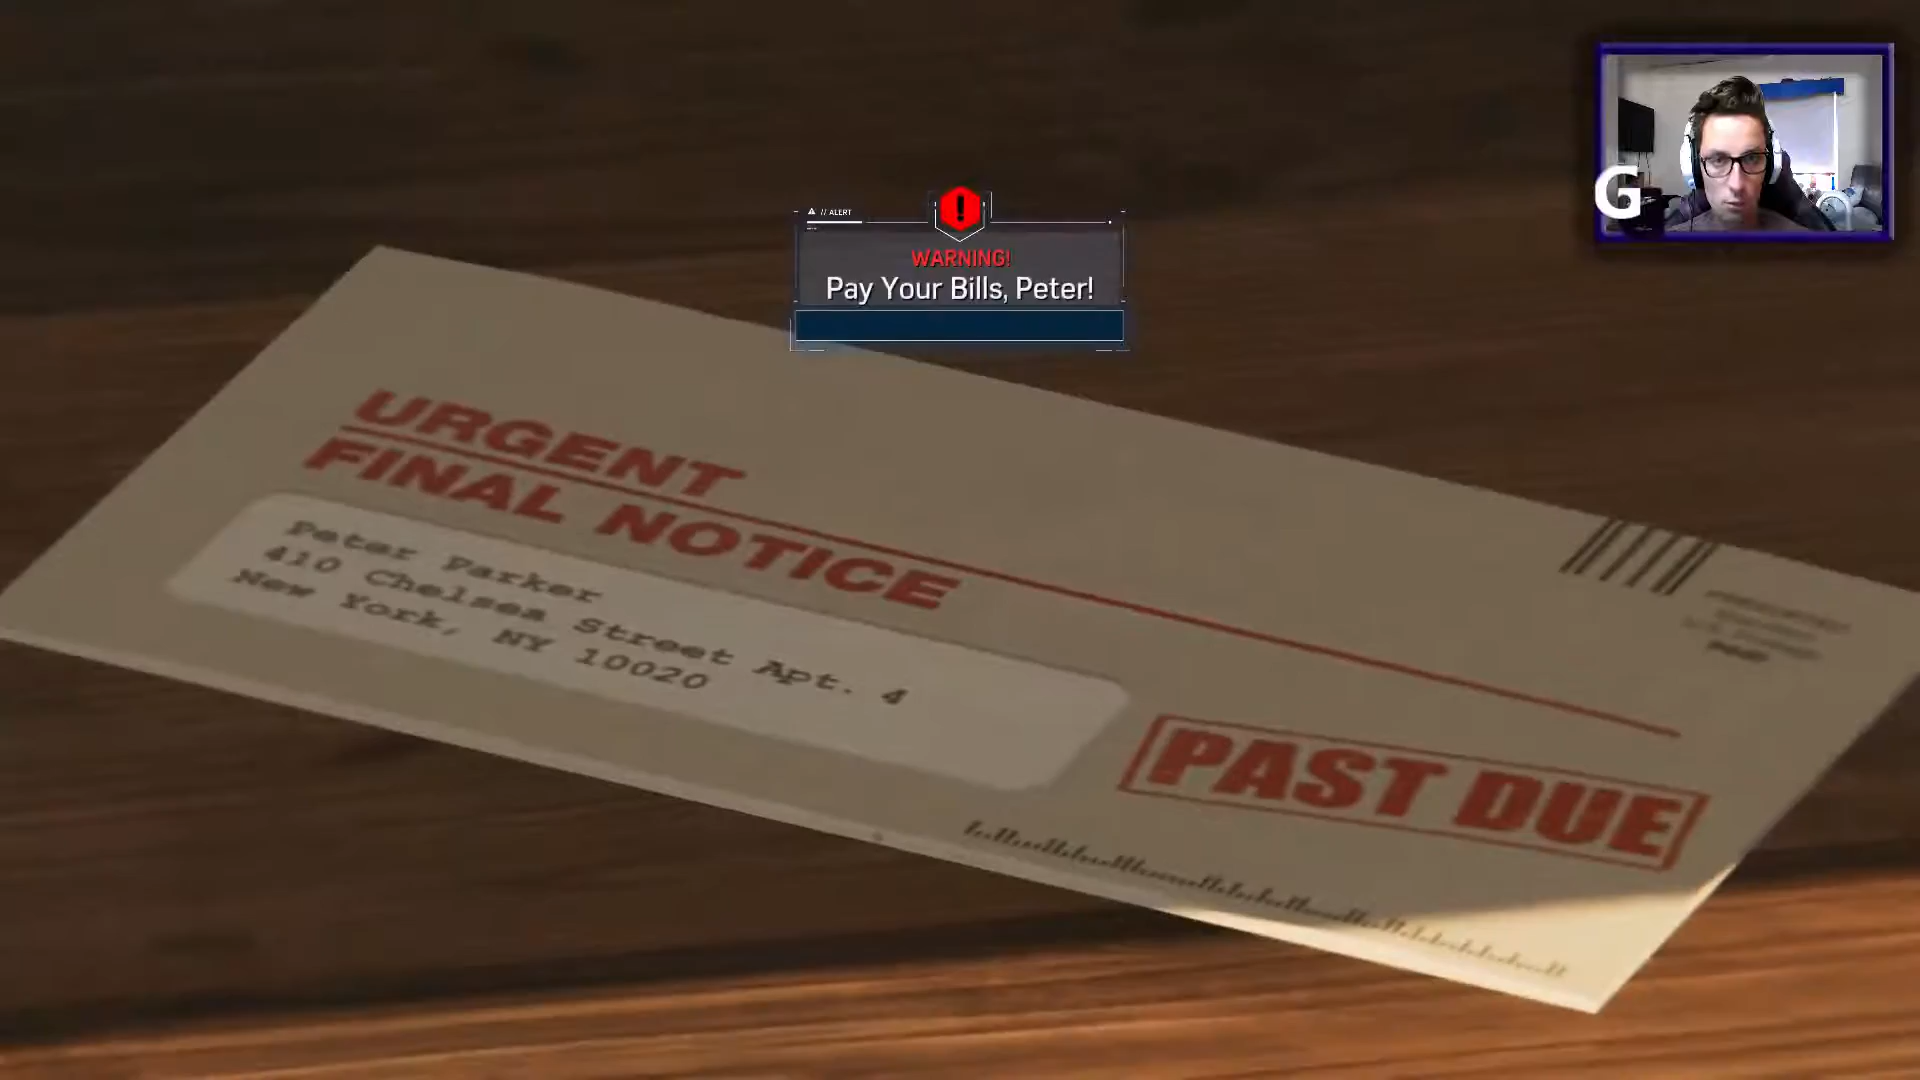 // ALERT
WARNING!
Pay Your Bills, Peter!
G
URGENT
FINAL NOTICE
Peter Parker
410 Chelsea Street Apt. 4
New York, NY 10020
PAST DUE